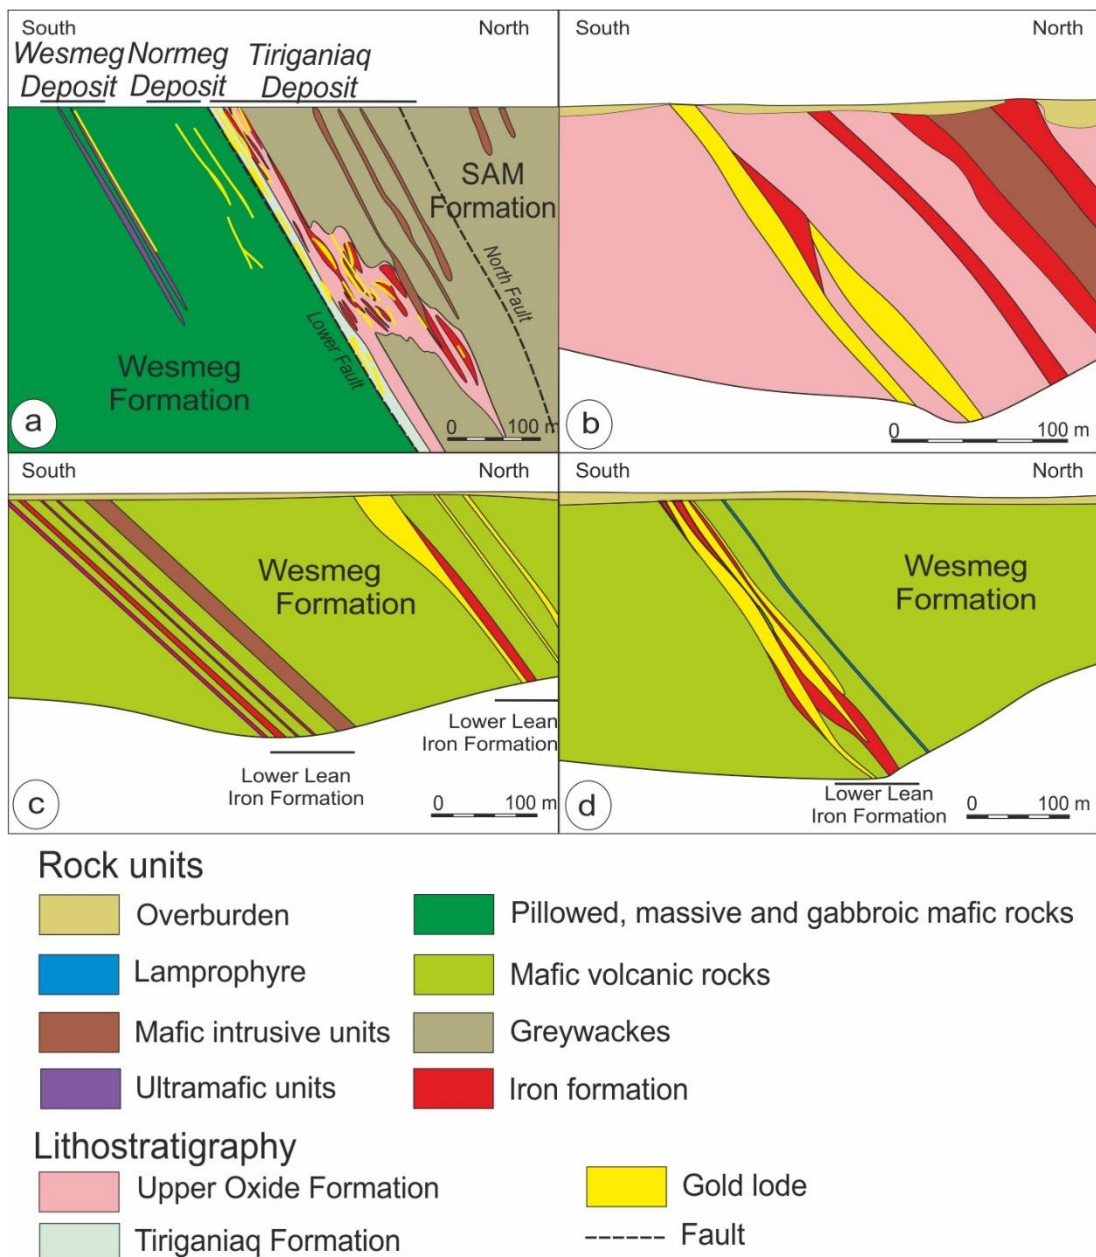 South
North
Wesmeg Deposit
Normeg Deposit
Tiriganiaq Deposit
SAM Formation
North Fault
Lower Fault
Wesmeg Formation
0 100 m
a
South
North
0 100 m
b
South
North
Wesmeg Formation
Lower Lean Iron Formation
Lower Lean Iron Formation
0 100 m
c
South
North
Wesmeg Formation
Lower Lean Iron Formation
0 100 m
d
Rock units
Overburden
Pillowed, massive and gabbroic mafic rocks
Lamprophyre
Mafic volcanic rocks
Mafic intrusive units
Greywackes
Ultramafic units
Iron formation
Lithostratigraphy
Upper Oxide Formation
Gold lode
Tiriganiaq Formation
Fault